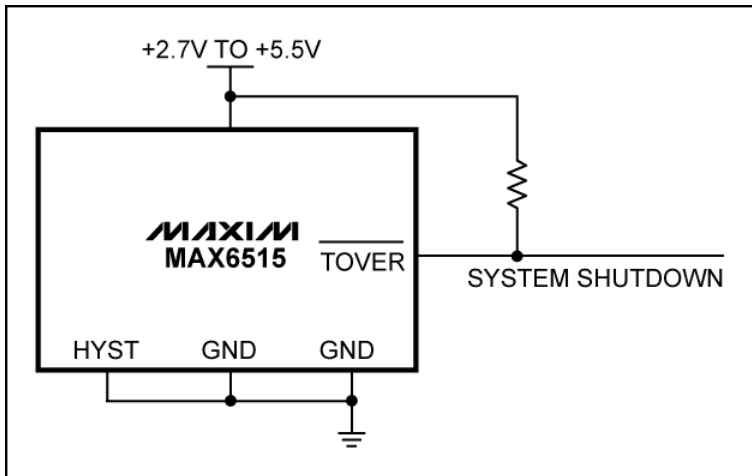 +2.7V TO +5.5V
MAXIM
MAX6515
TOVER
SYSTEM SHUTDOWN
HYST GND GND